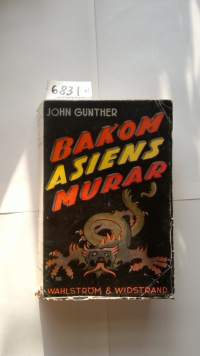 6831
JOHN GUNTHER
BAKOM
ASIENS
MURAR
WAHLSTRÖM & WIDSTRAND